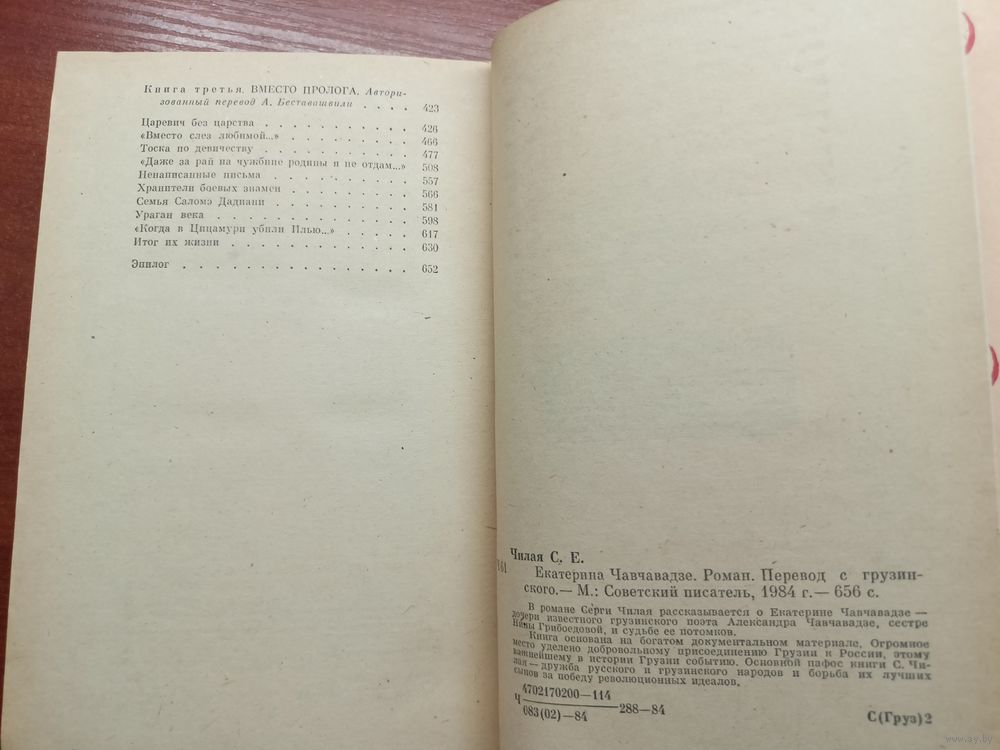 Книга третья. ВМЕСТО ПРОЛОГА. Автори-
зованный перевод А. Беставашвили . . . . 423
Царевич без царства . . . . . . . . . . 426
«Вместо слез любимой...» . . . . . . . . 466
Тоска по девичеству . . . . . . . . . . 477
«Даже за рай на чужбине родины я не отдам...» 508
Ненаписанные письма . . . . . . . . . . 557
Хранители боевых знамен . . . . . . . . 566
Семья Саломэ Дадиани . . . . . . . . . 581
Ураган века . . . . . . . . . . . . . 598
«Когда в Цицамури убили Илью...» . . . . . 617
Итог их жизни . . . . . . . . . . . . 630
Эпилог . . . . . . . . . . . . . . . 652
Чилая С. Е.
61
Екатерина Чавчавадзе. Роман. Перевод с грузин-
ского.— М.: Советский писатель, 1984 г.— 656 с.
В романе Серги Чилая рассказывается о Екатерине Чавчавадзе —
дочери известного грузинского поэта Александра Чавчавадзе, сестре
Нины Грибоедовой, и судьбе ее потомков.
Книга основана на богатом документальном материале. Огромное
место уделено добровольному присоединению Грузии к России, этому
важнейшему в истории Грузии событию. Основной пафос книги С. Чи-
лая — дружба русского и грузинского народов и борьба их лучших
сынов за победу революционных идеалов.
Ч 4702170200—114
083(02)—84 288—84
С(Груз)2
www.ay.by